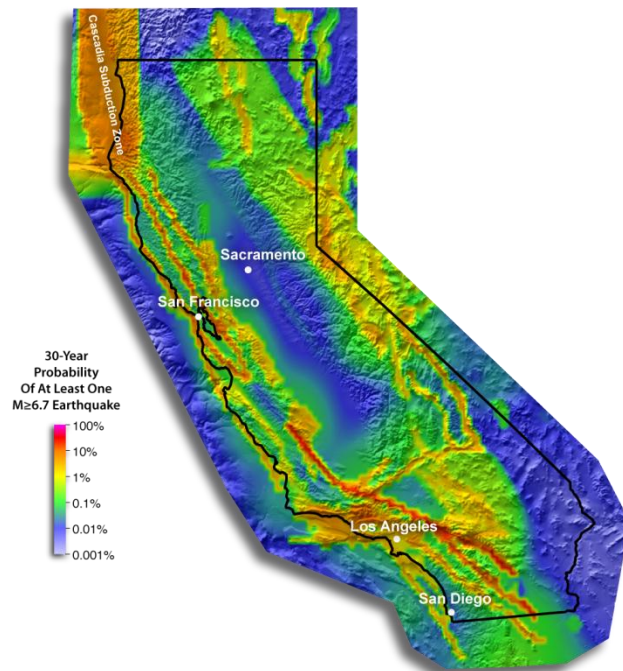 Cascadia Subduction Zone
Sacramento
San Francisco
30-Year
Probability
Of At Least One
M≥6.7 Earthquake
100%
10%
1%
0.1%
0.01%
0.001%
Los Angeles
San Diego